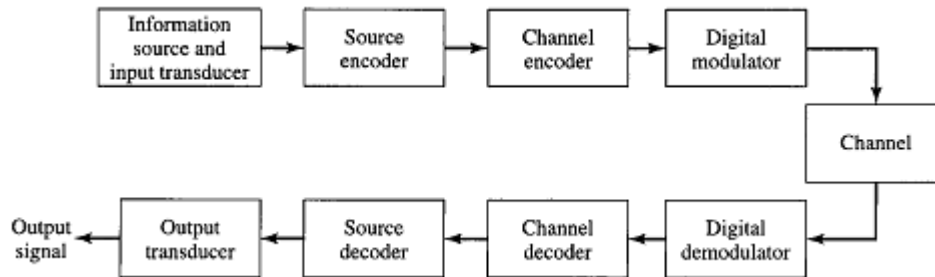 Information
source and
input transducer
Source
encoder
Channel
encoder
Digital
modulator
Channel
Output
signal
Output
transducer
Source
decoder
Channel
decoder
Digital
demodulator